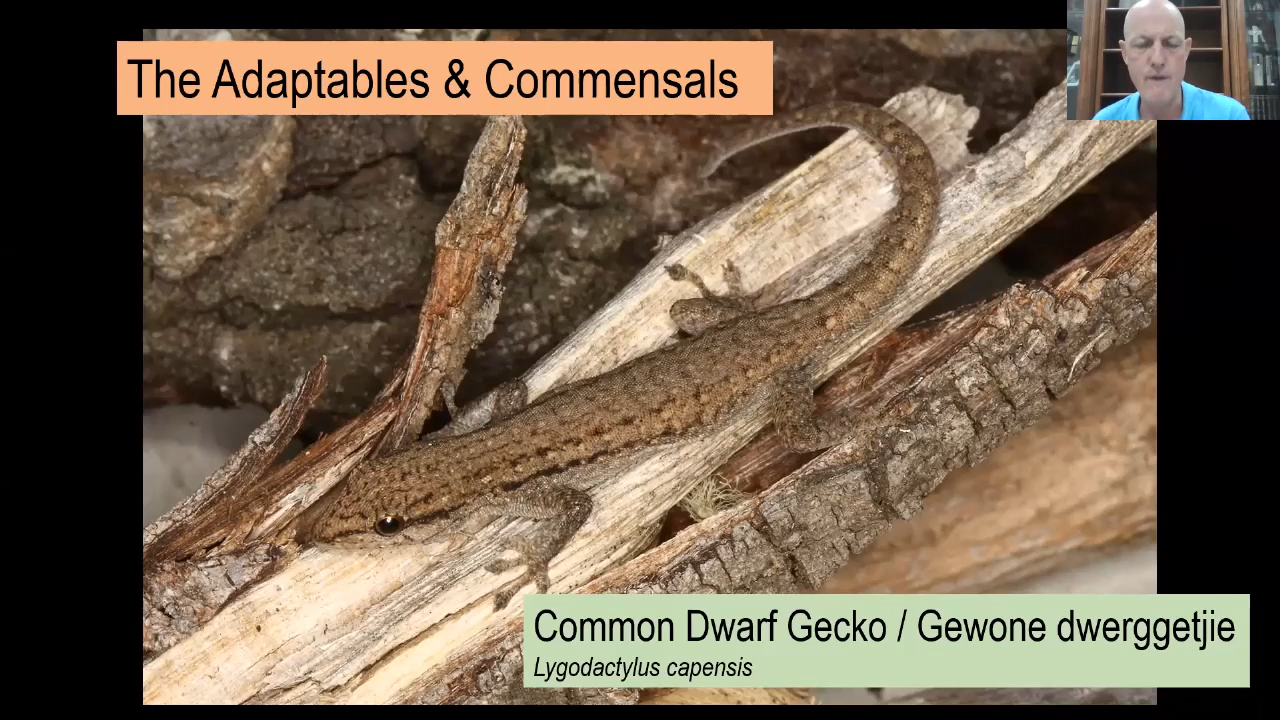 The Adaptables & Commensals
Common Dwarf Gecko / Gewone dwerggetjie
Lygodactylus capensis